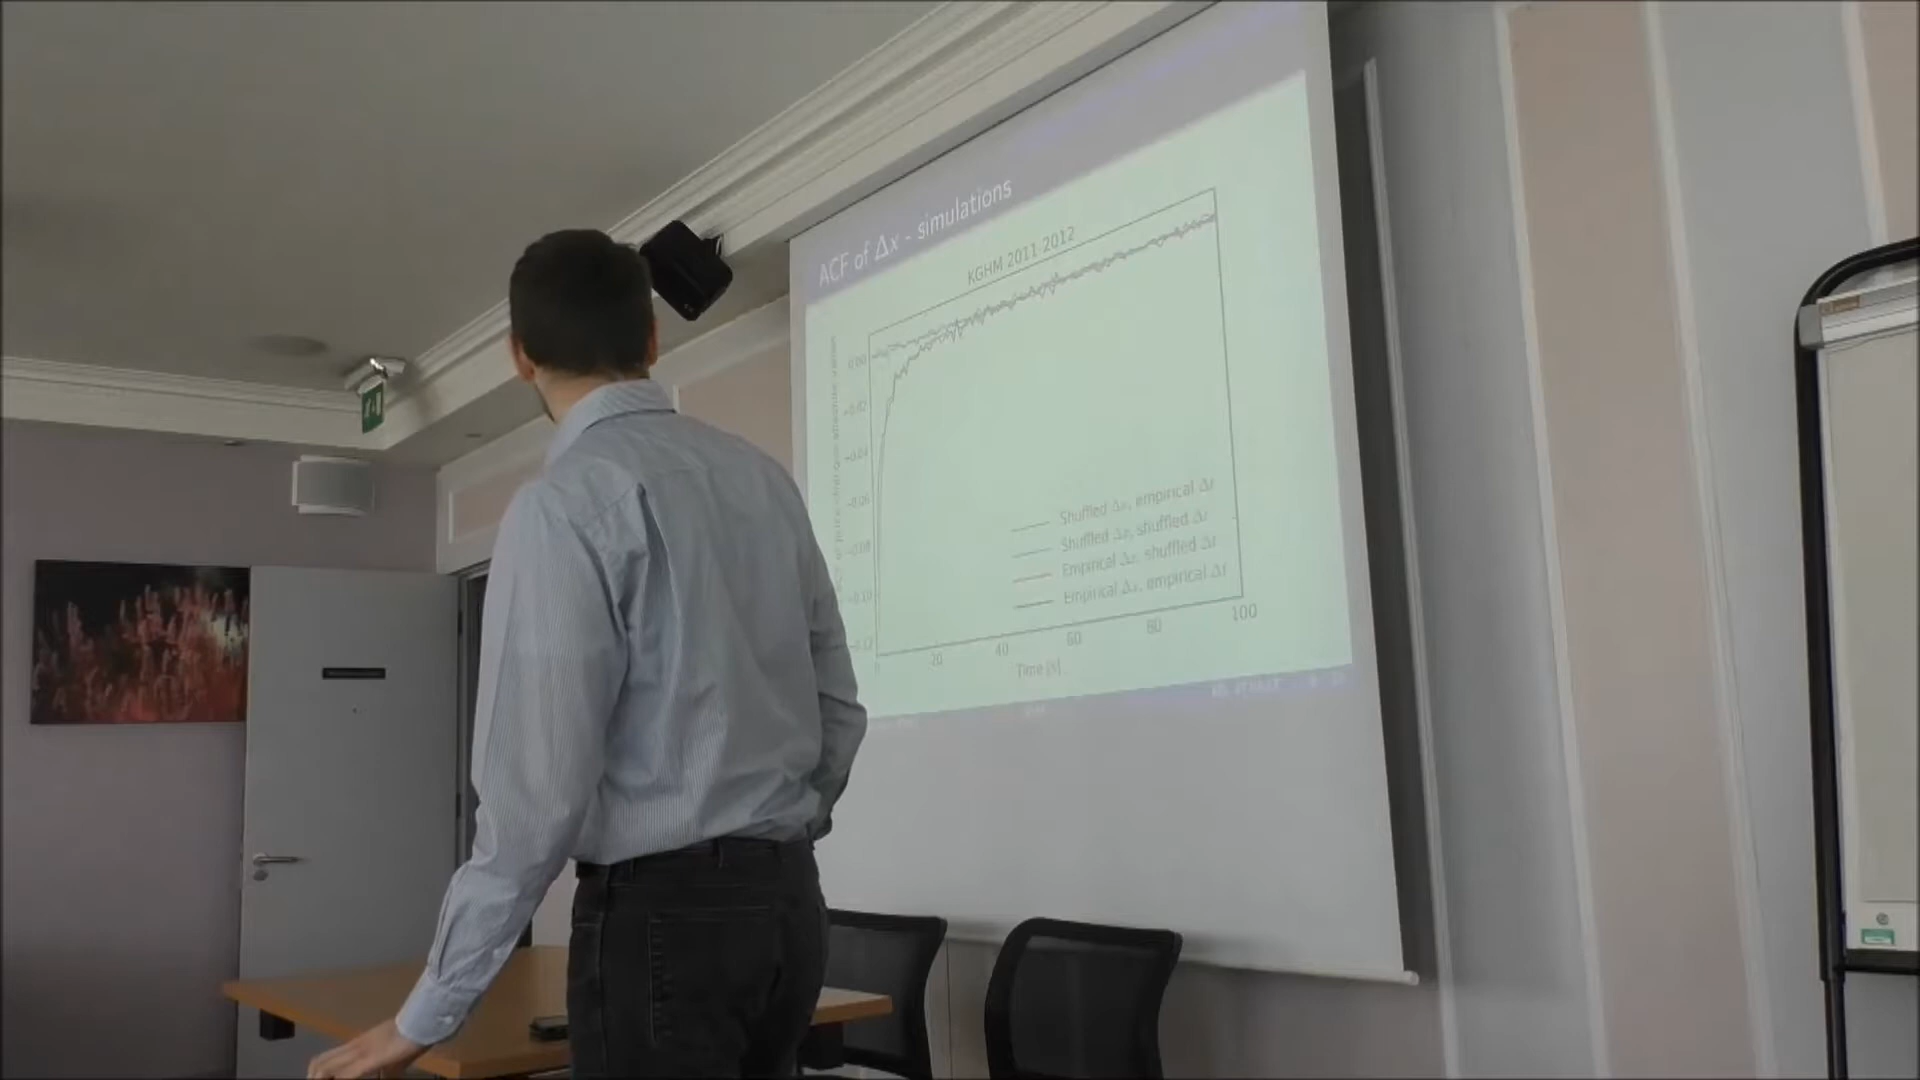 ACF of Δx - simulations
KGHM 2011 2012
0.00
−0.02
−0.04
−0.06
−0.08
−0.10
−0.12
Shuffled Δx, empirical Δt
Shuffled Δx, shuffled Δt
Empirical Δx, shuffled Δt
Empirical Δx, empirical Δt
0 20 40 60 80 100
Time [s]